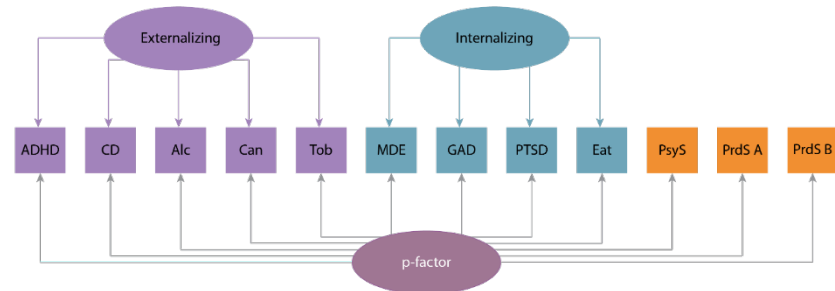 Externalizing
Internalizing
ADHD
CD
Alc
Can
Tob
MDE
GAD
PTSD
Eat
PsyS
PrdS A
PrdS B
p-factor